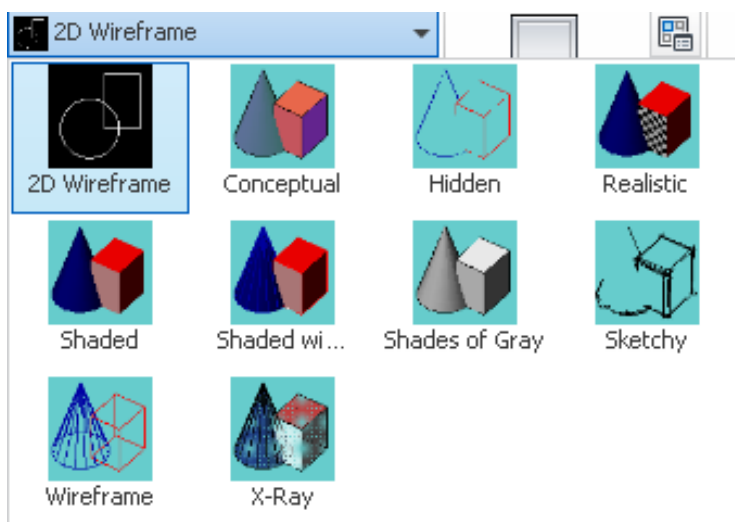 2D Wireframe
2D Wireframe
Conceptual
Hidden
Realistic
Shaded
Shaded wi...
Shades of Gray
Sketchy
Wireframe
X-Ray